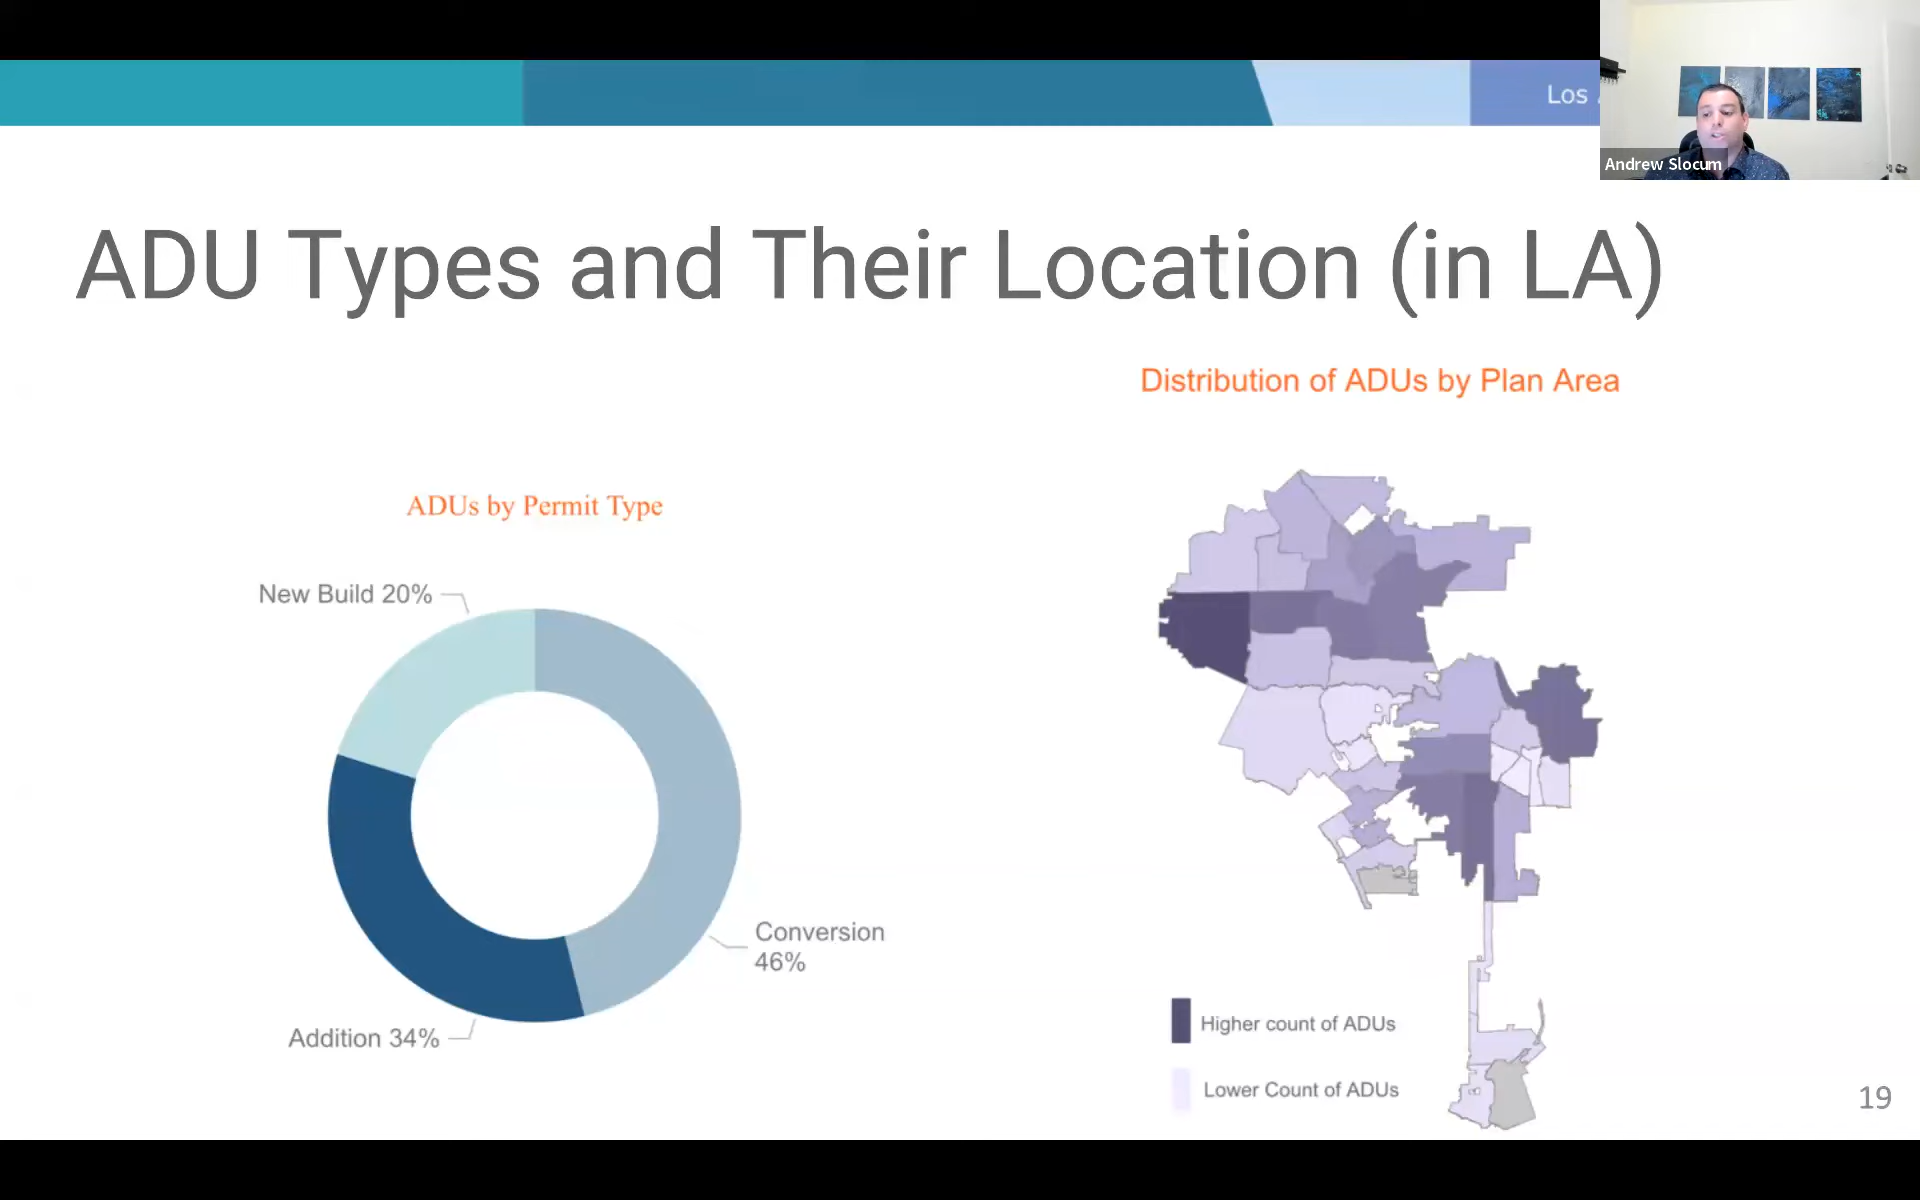 Los
Andrew Slocum
ADU Types and Their Location (in LA)
Distribution of ADUs by Plan Area
ADUs by Permit Type
New Build 20%
Conversion
46%
Addition 34%
Higher count of ADUs
Lower Count of ADUs
19